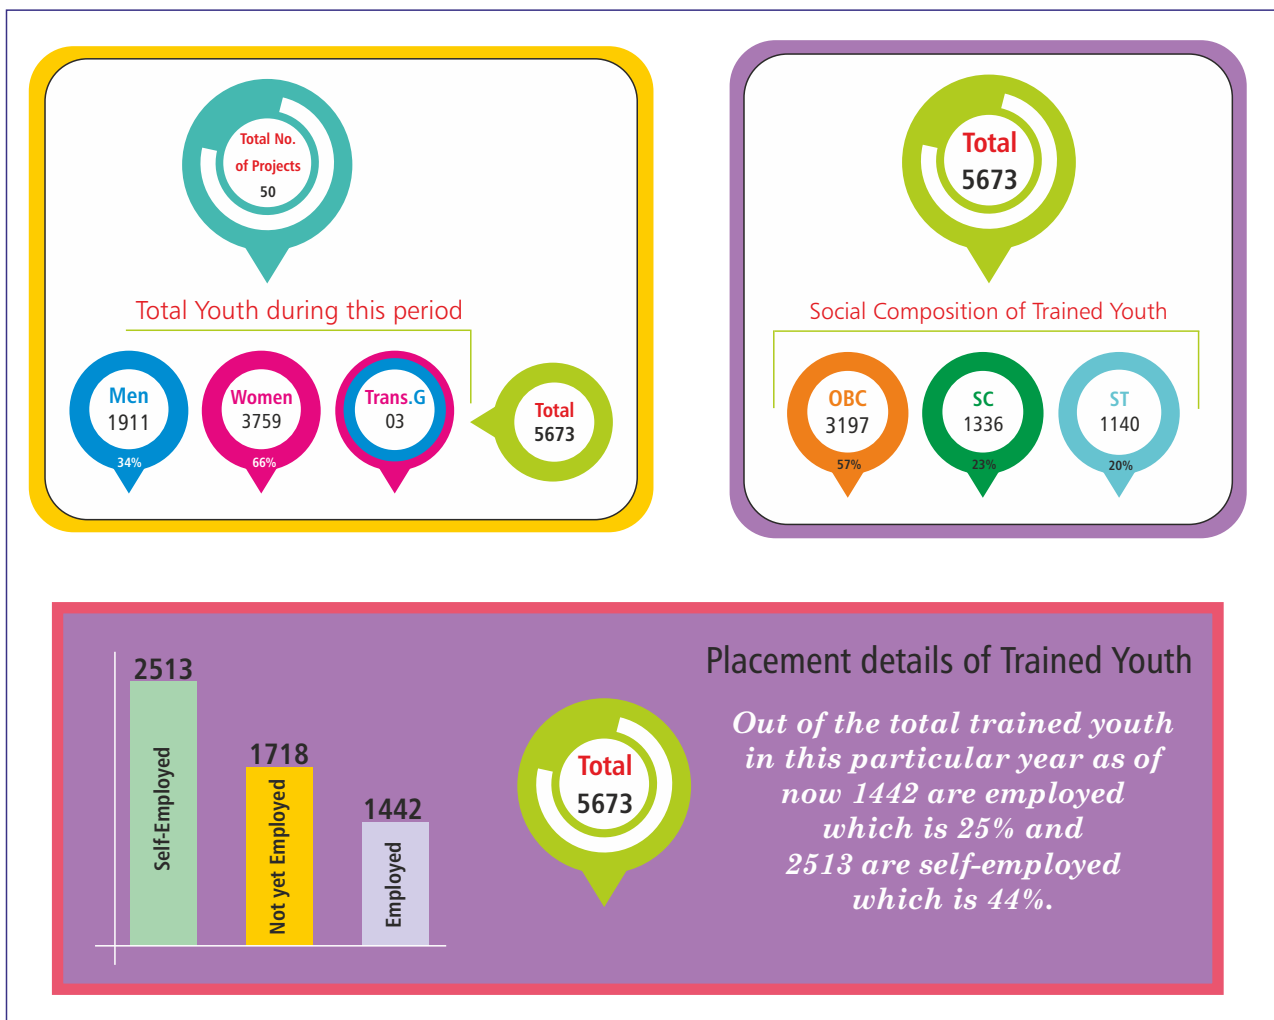 Total No.
of Projects
50
Total Youth during this period
Men
1911
34%
Women
3759
66%
Trans.G
03
Total
5673
Total
5673
Social Composition of Trained Youth
OBC
3197
57%
SC
1336
23%
ST
1140
20%
2513
Self-Employed
1718
Not yet Employed
1442
Employed
Total
5673
Placement details of Trained Youth
Out of the total trained youth
in this particular year as of
now 1442 are employed
which is 25% and
2513 are self-employed
which is 44%.